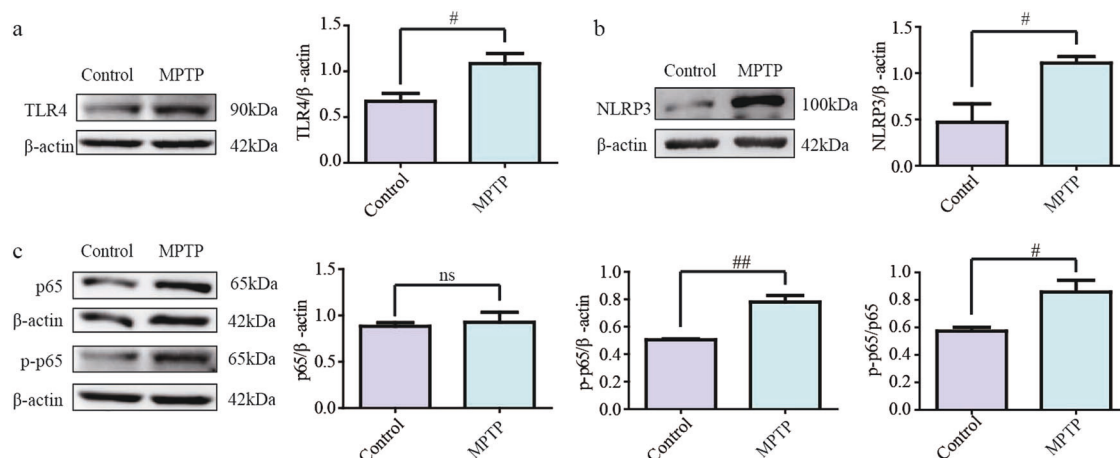 a
Control MPTP
TLR4 90kDa
β-actin 42kDa
TLR4/β -actin
1.5
1.0
0.5
0.0
#
Control
MPTP
b
Control MPTP
NLRP3 100kDa
β-actin 42kDa
NLRP3/β -actin
1.5
1.0
0.5
0.0
#
Contrl
MPTP
c
Control MPTP
p65 65kDa
β-actin 42kDa
p-p65 65kDa
β-actin 42kDa
p65/β -actin
1.5
1.0
0.5
0.0
ns
Control
MPTP
p-p65/β -actin
1.0
0.8
0.6
0.4
0.2
0.0
##
Control
MPTP
p-p65/p65
1.0
0.8
0.6
0.4
0.2
0.0
#
Control
MPTP